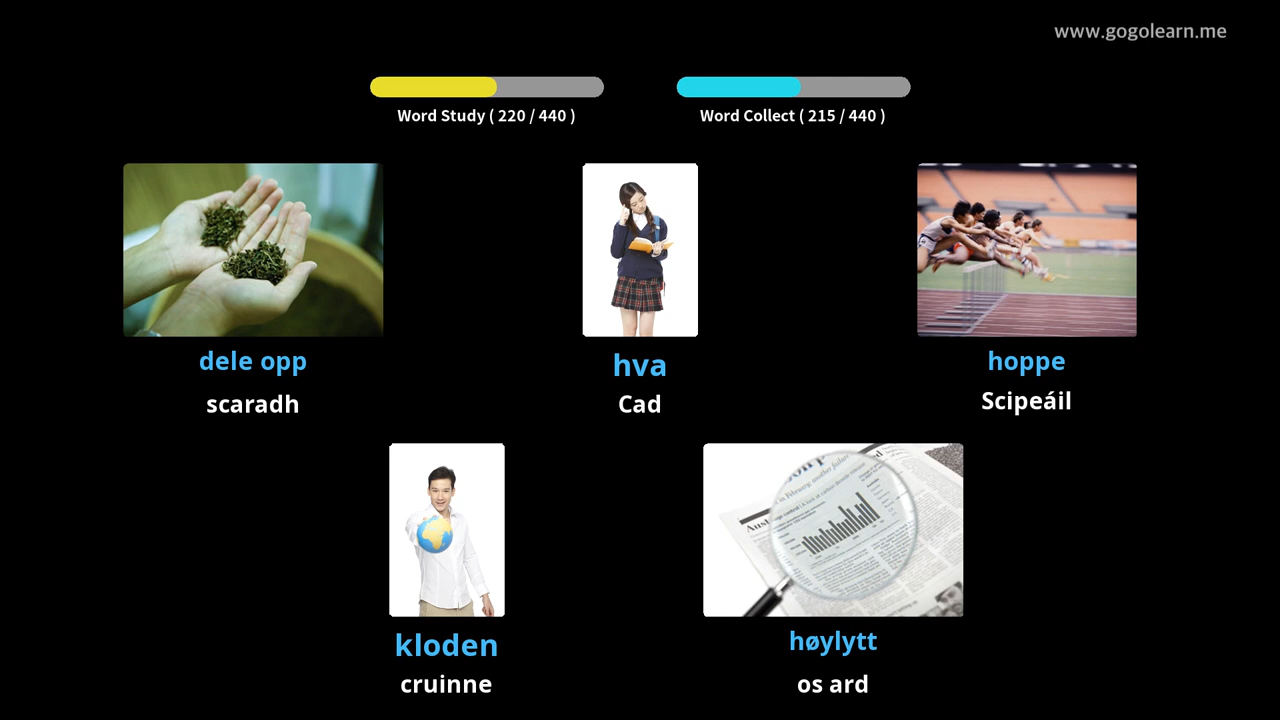 www.gogolearn.me
Word Study ( 220 / 440 )
Word Collect ( 215 / 440 )
dele opp
scaradh
hva
Cad
hoppe
Scipeáil
kloden
cruinne
høylytt
os ard